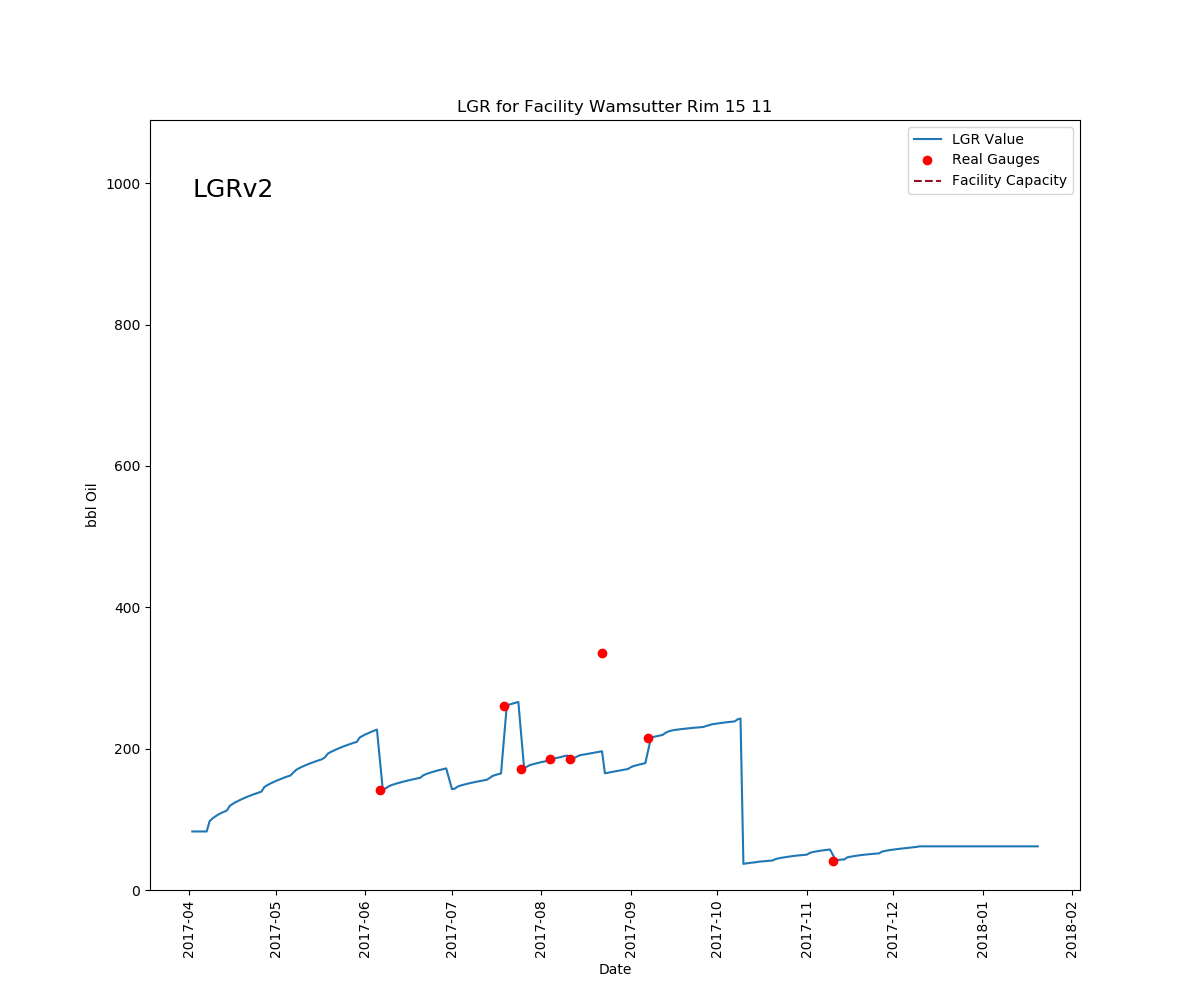 LGR for Facility Wamsutter Rim 15 11
LGRv2
LGR Value
Real Gauges
Facility Capacity
bbl Oil
1000
800
600
400
200
0
2017-04
2017-05
2017-06
2017-07
2017-08
2017-09
2017-10
2017-11
2017-12
2018-01
2018-02
Date